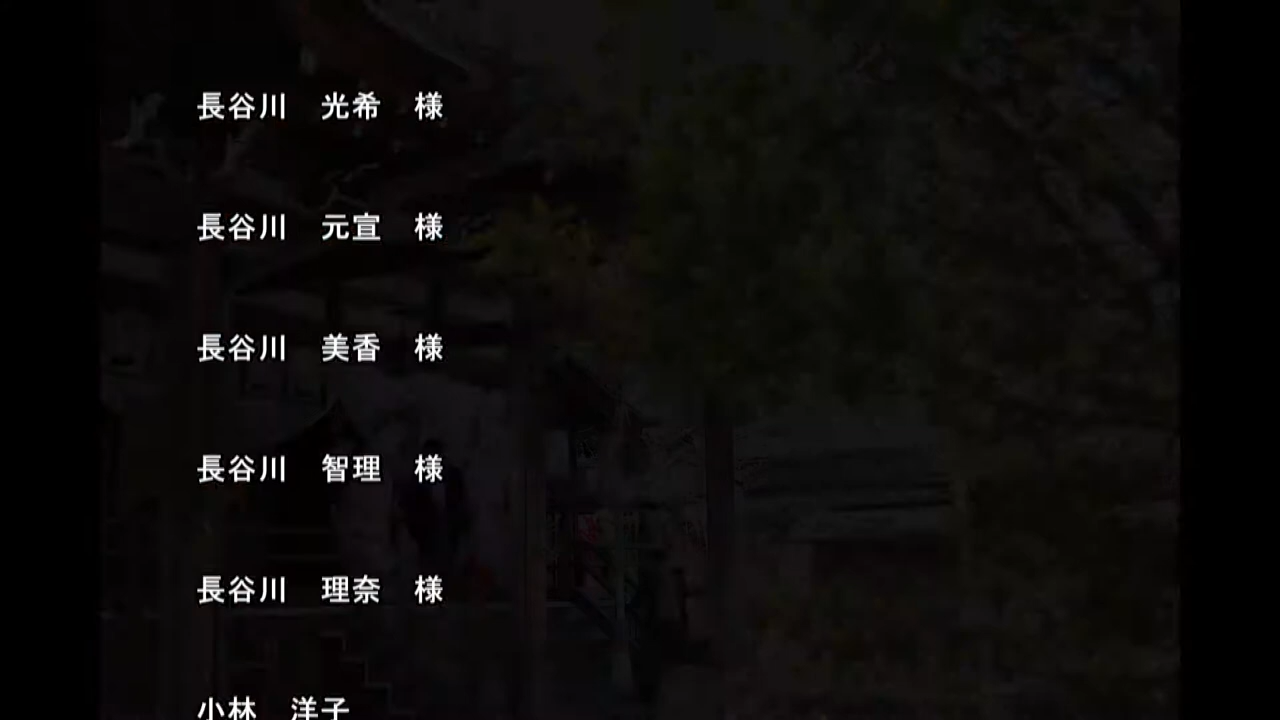 長谷川　光希　様
長谷川　元宣　様
長谷川　美香　様
長谷川　智理　様
長谷川　理奈　様
小林　洋子